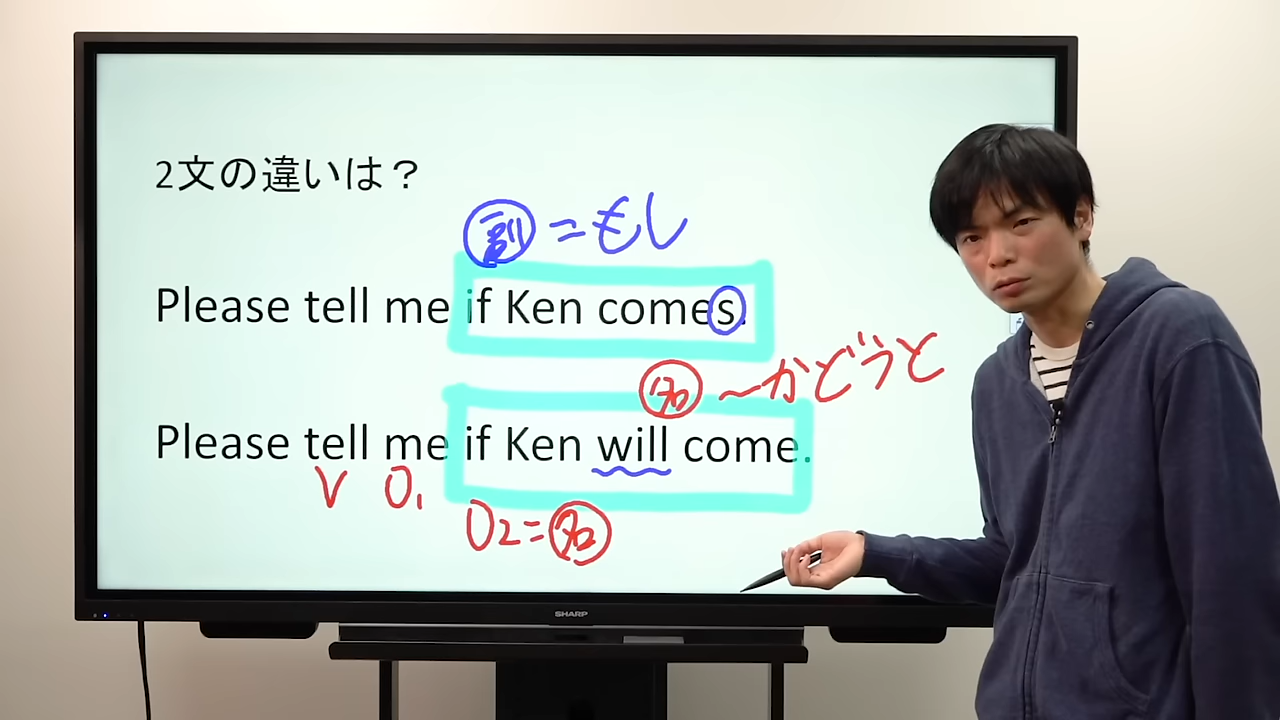 2文の違いは？
副 = もし
Please tell me if Ken comes.
名 〜かどうと
Please tell me if Ken will come.
V O₁
O2=名
SHARP